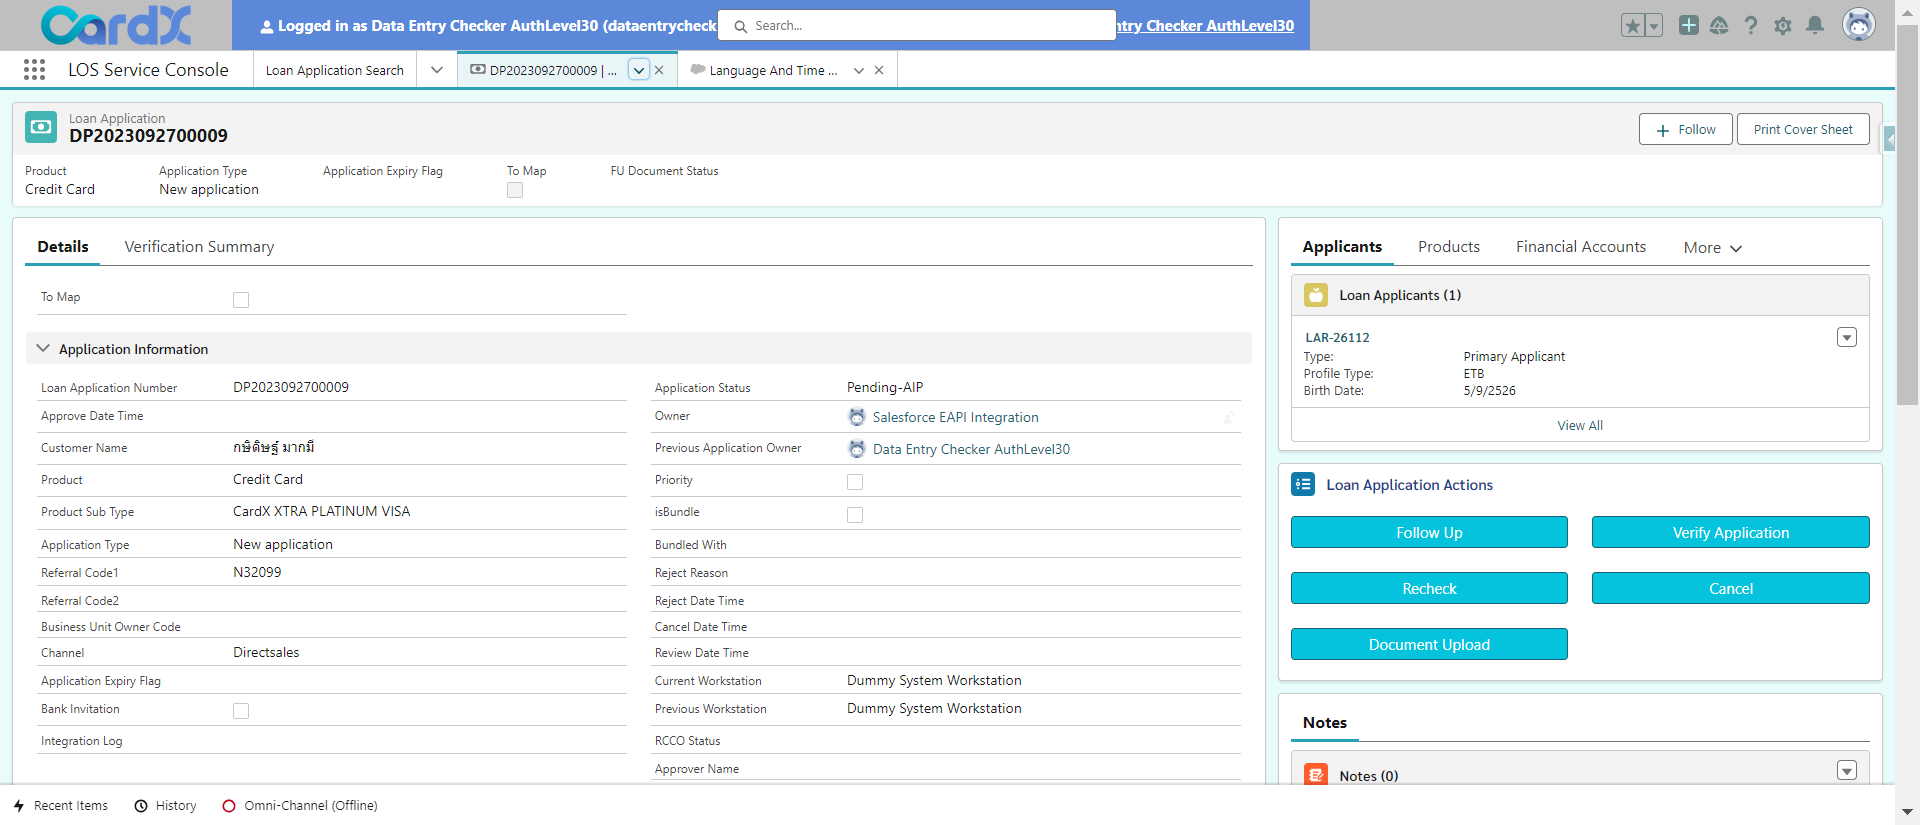 CardX
Logged in as Data Entry Checker AuthLevel30 (dataentrycheck
Search...
ntry Checker AuthLevel30
LOS Service Console
Loan Application Search
DP2023092700009 | ...
Language And Time ...
Loan Application
DP2023092700009
Follow
Print Cover Sheet
Product
Application Type
Application Expiry Flag
To Map
FU Document Status
Credit Card
New application
Details
Verification Summary
To Map
Application Information
Loan Application Number
DP2023092700009
Approve Date Time
Customer Name
กษิดิษฐ์ มากมี
Product
Credit Card
Product Sub Type
CardX XTRA PLATINUM VISA
Application Type
New application
Referral Code1
N32099
Referral Code2
Business Unit Owner Code
Channel
Directsales
Application Expiry Flag
Bank Invitation
Integration Log
Application Status
Pending-AIP
Owner
Salesforce EAPI Integration
Previous Application Owner
Data Entry Checker AuthLevel30
Priority
isBundle
Bundled With
Reject Reason
Reject Date Time
Cancel Date Time
Review Date Time
Current Workstation
Dummy System Workstation
Previous Workstation
Dummy System Workstation
RCCO Status
Approver Name
Applicants
Products
Financial Accounts
More
Loan Applicants (1)
LAR-26112
Type:
Primary Applicant
Profile Type:
ETB
Birth Date:
5/9/2526
View All
Loan Application Actions
Follow Up
Verify Application
Recheck
Cancel
Document Upload
Notes
Notes (0)
Recent Items
History
Omni-Channel (Offline)